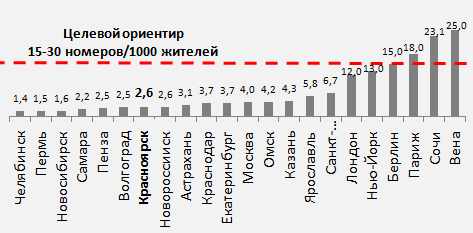 Целевой ориентир
15-30 номеров/1000 жителей
1,4 1,5 1,6 2,2 2,5 2,5 2,6 2,6 3,1 3,7 3,7 4,0 4,2 4,3 5,8 6,7 12,0 13,0 15,0 18,0 23,1 25,0
Челябинск
Пермь
Новосибирск
Самара
Пенза
Волгоград
Красноярск
Новороссийск
Астрахань
Краснодар
Екатеринбург
Москва
Омск
Казань
Ярославль
Санкт-...
Лондон
Нью-Йорк
Берлин
Париж
Сочи
Вена